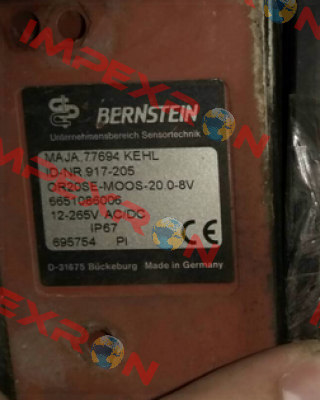 BERNSTEIN
Unternehmensbereich Sensortechnik
MAJA,77694 KEHL
ID-NR.917-205
OR20SE-MOOS-20.0-8V
6651086006
12-265V AC/DC
IP67
695754 PI
CE
D-31675 Bückeburg Made in Germany
IMPEXRON
IMPEXRON
IMPEXRON